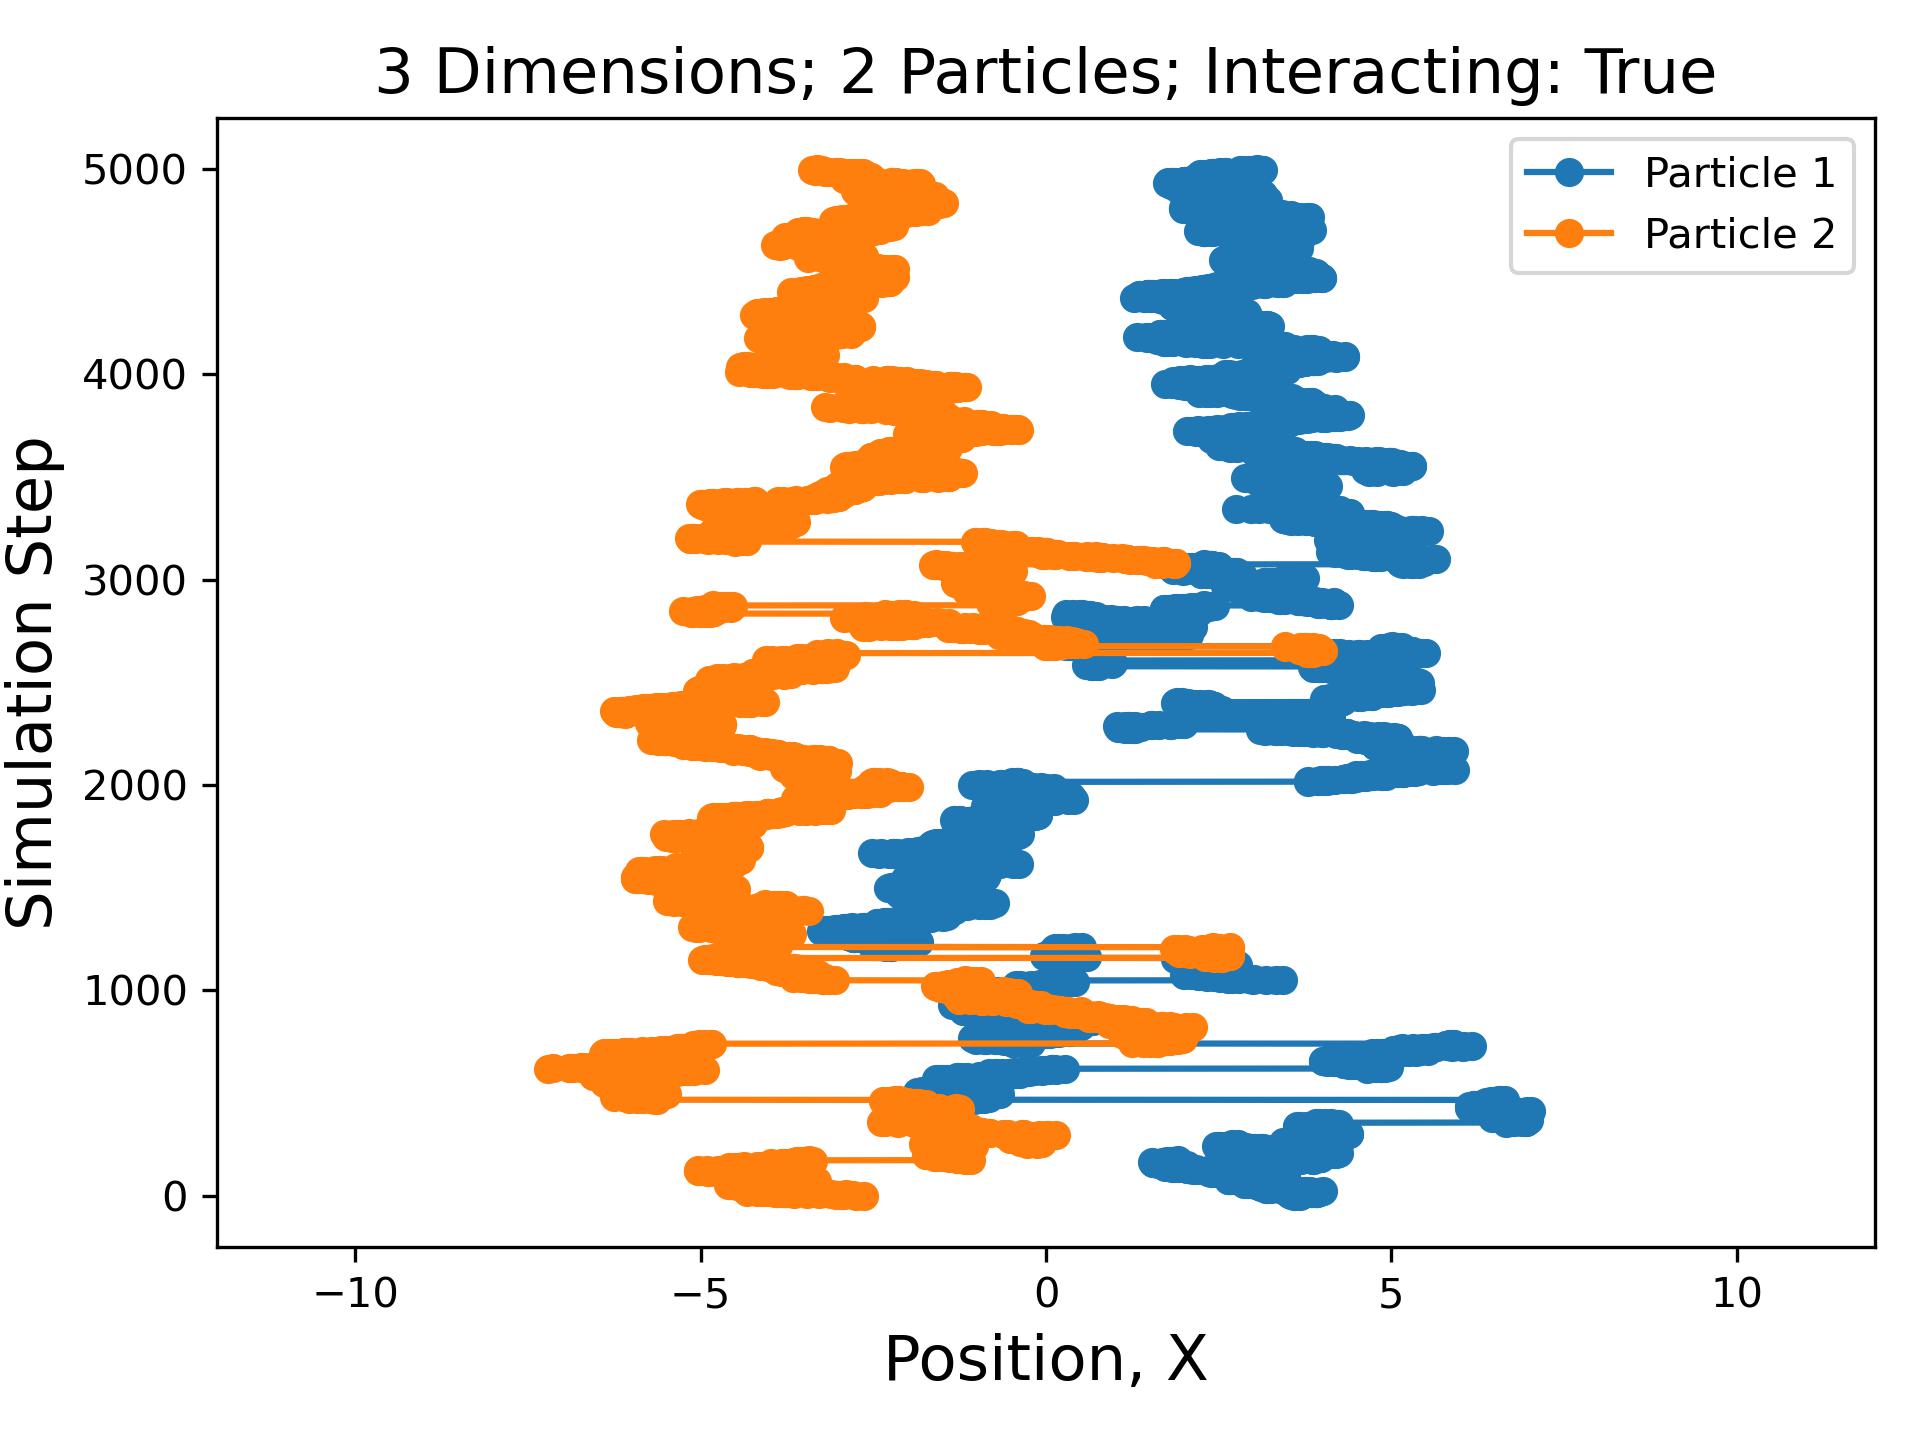 3 Dimensions; 2 Particles; Interacting: True
Particle 1
Particle 2
Simulation Step
5000
4000
3000
2000
1000
0
−10
−5
0
5
10
Position, X